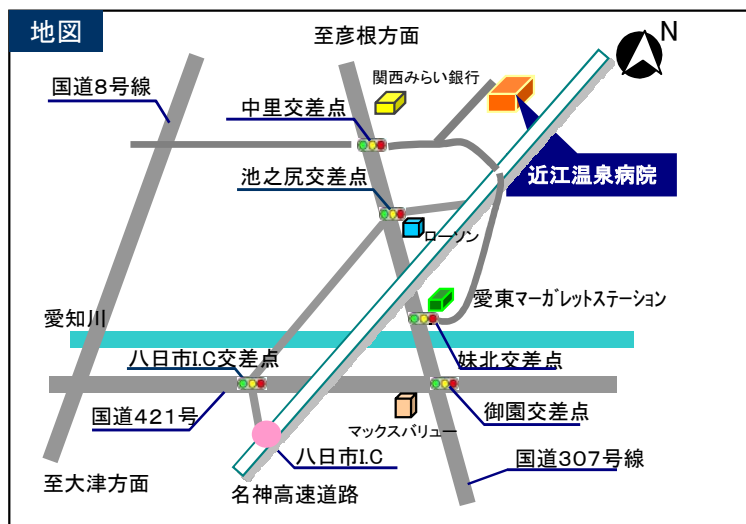 地図
至彦根方面
N
国道8号線
関西みらい銀行
中里交差点
近江温泉病院
池之尻交差点
ローソン
愛東マーガレットステーション
愛知川
八日市I.C交差点
妹北交差点
国道421号
マックスバリュー
御園交差点
八日市I.C
国道307号線
至大津方面
名神高速道路